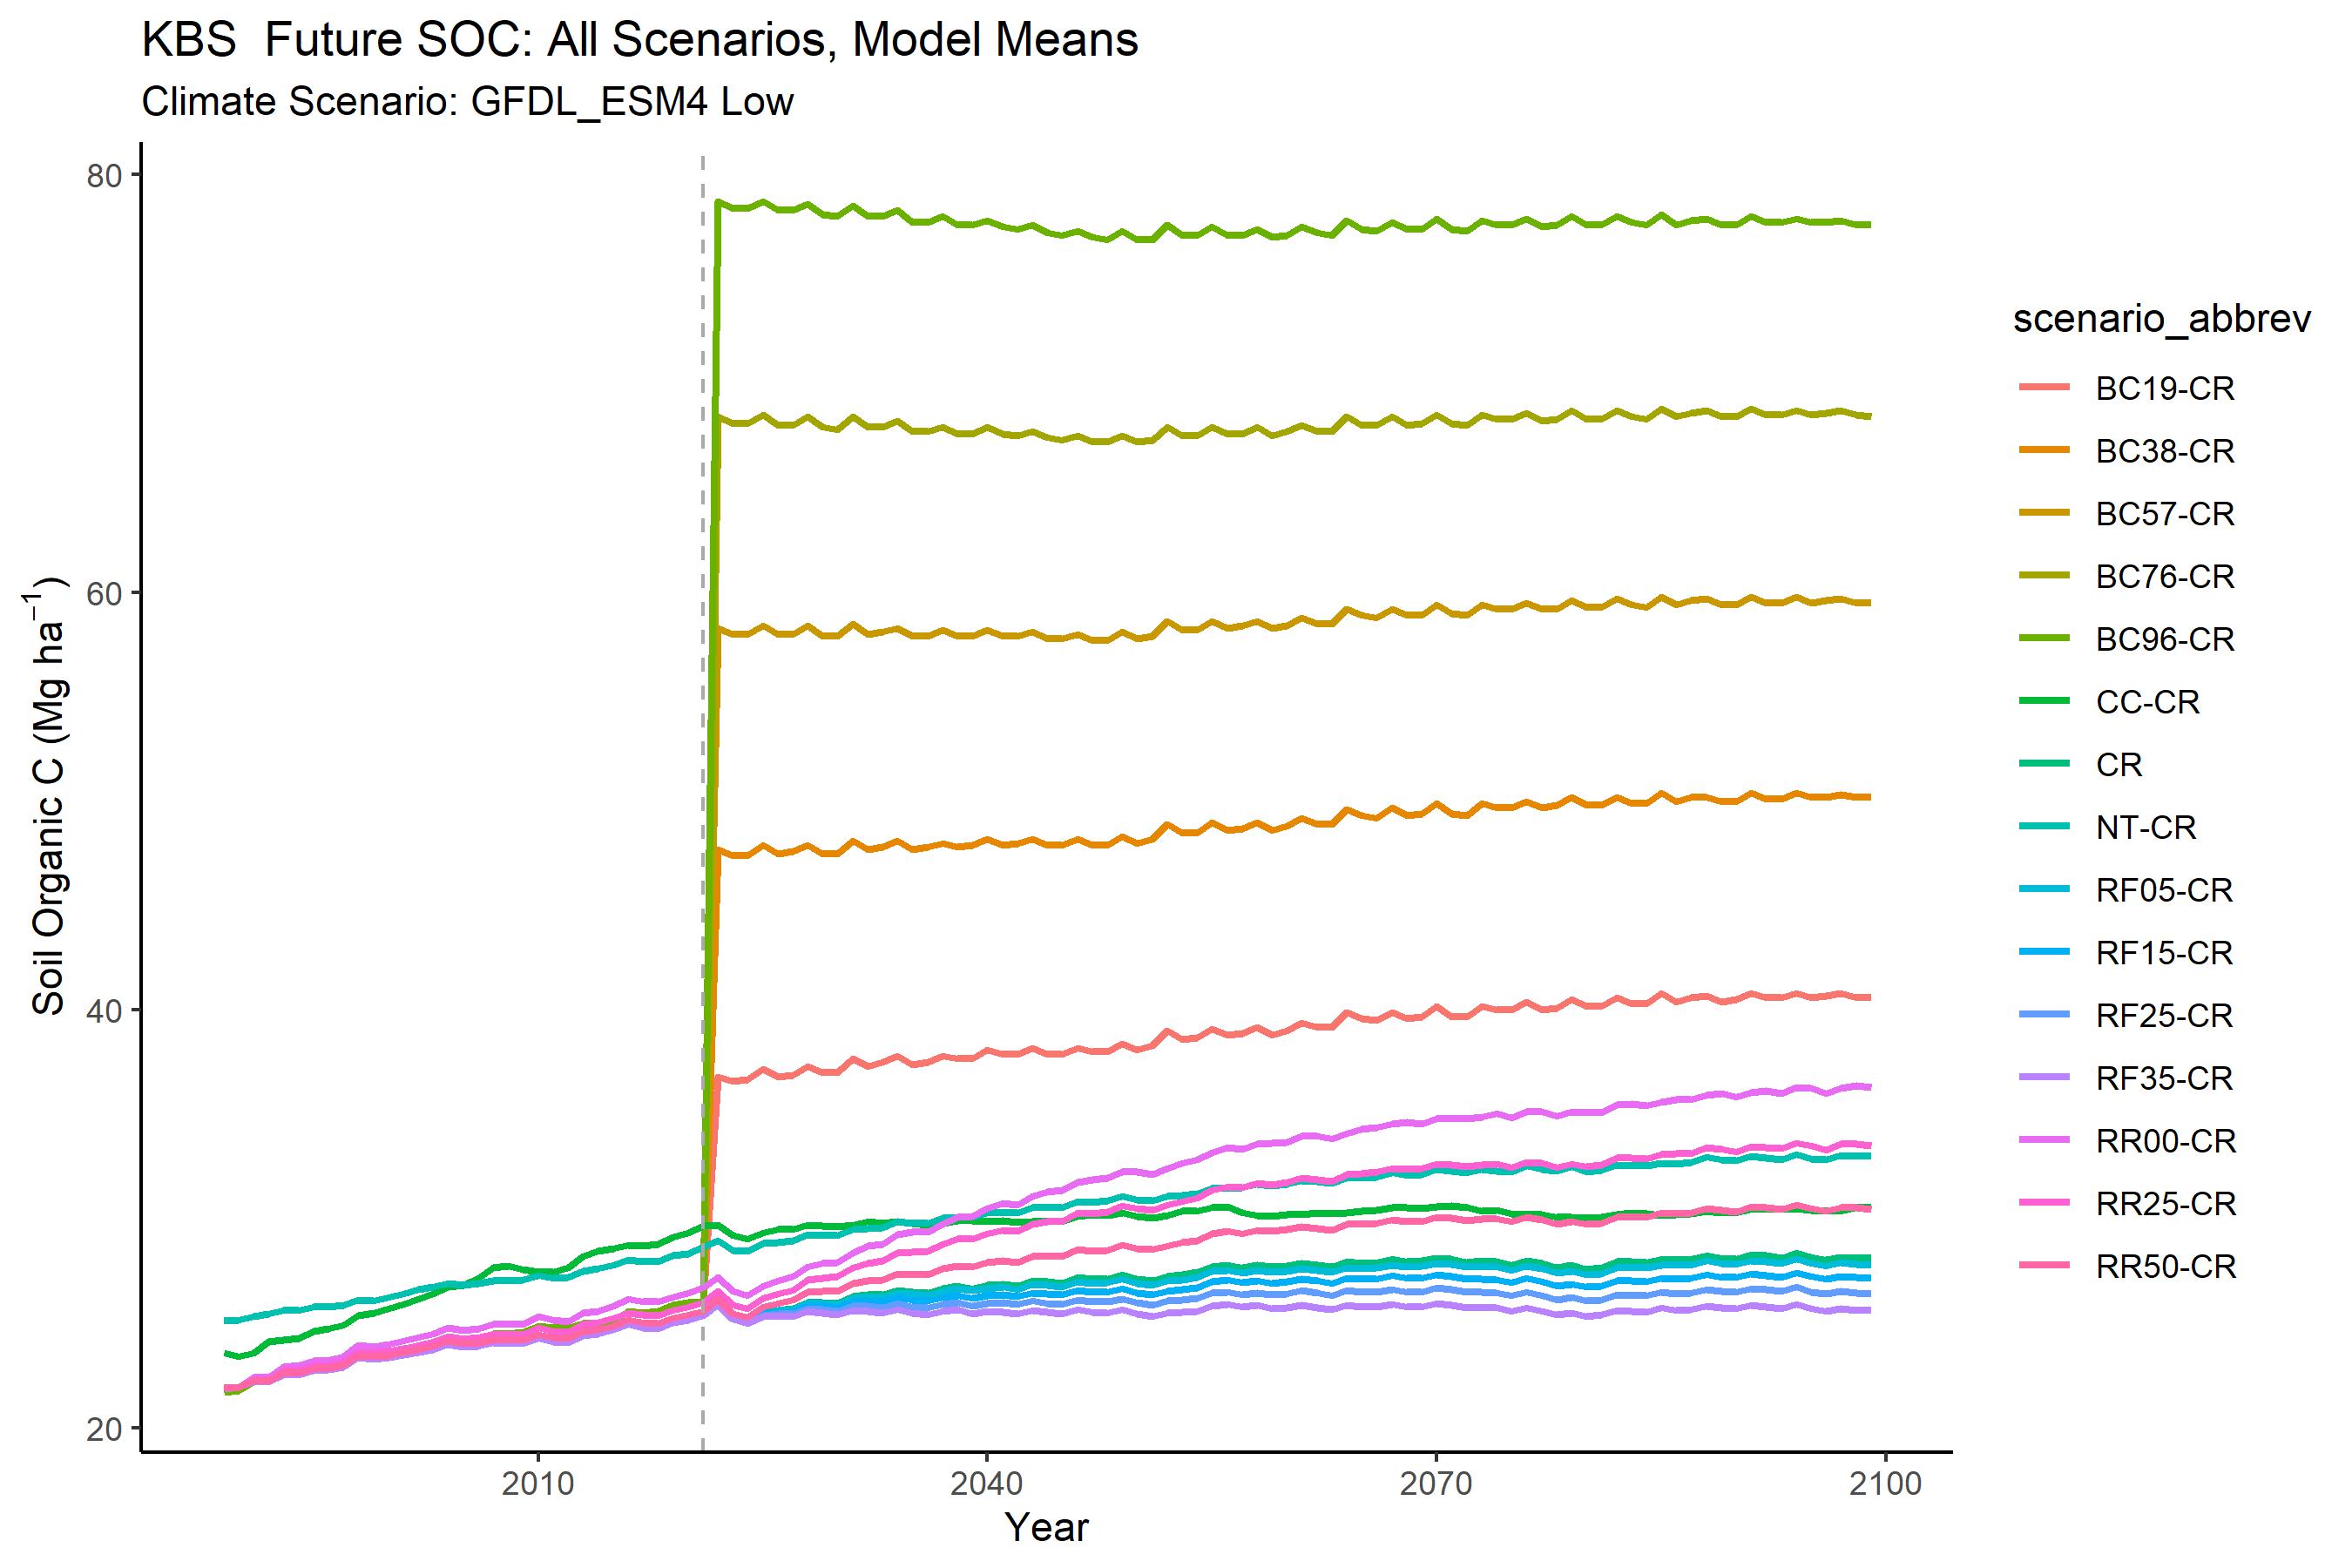 KBS  Future SOC: All Scenarios, Model Means
Climate Scenario: GFDL_ESM4 Low
80
60
40
20
Soil Organic C (Mg ha⁻¹)
2010
2040
2070
2100
Year
scenario_abbrev
BC19-CR
BC38-CR
BC57-CR
BC76-CR
BC96-CR
CC-CR
CR
NT-CR
RF05-CR
RF15-CR
RF25-CR
RF35-CR
RR00-CR
RR25-CR
RR50-CR